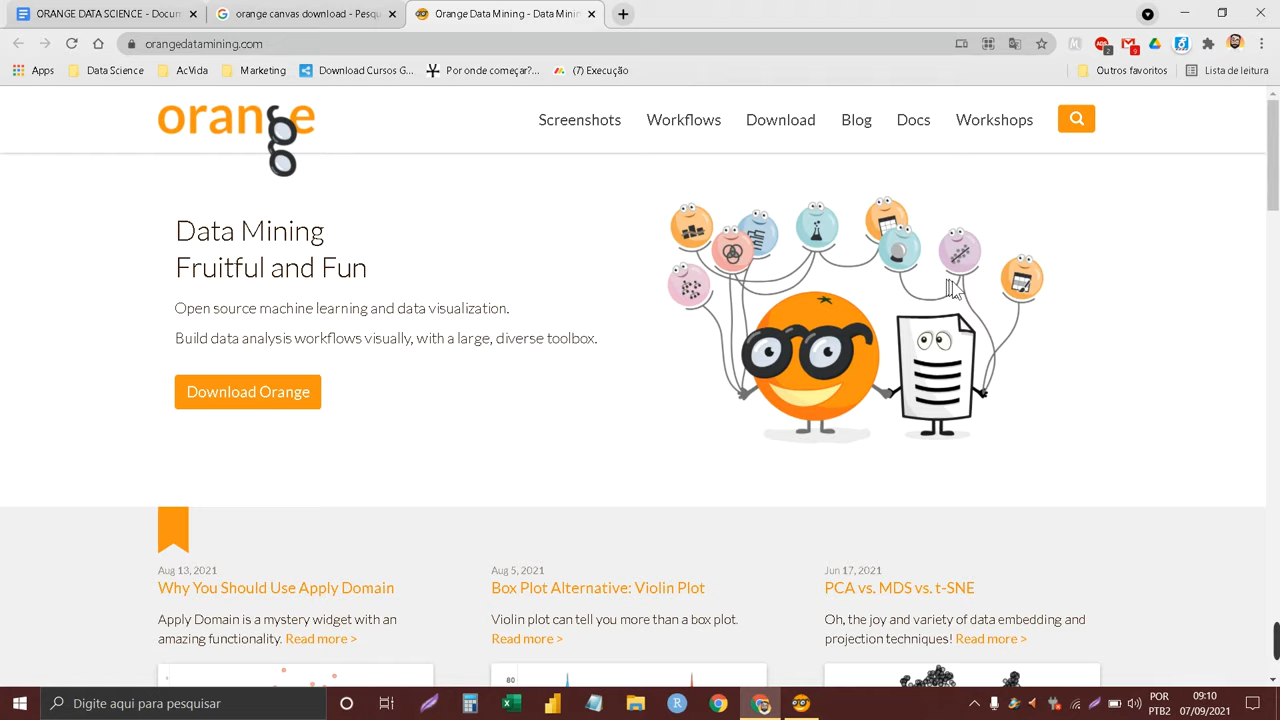 ORANGE DATA SCIENCE - Docum
orange canvas download - Pesqu
Orange Data Mining - Data Minin
orangedatamining.com
Apps
Data Science
AcVida
Marketing
Download Cursos G...
Por onde começar?...
(7) Execução
Outros favoritos
Lista de leitura
orange
Screenshots
Workflows
Download
Blog
Docs
Workshops
Data Mining
Fruitful and Fun
Open source machine learning and data visualization.
Build data analysis workflows visually, with a large, diverse toolbox.
Download Orange
Aug 13, 2021
Why You Should Use Apply Domain
Apply Domain is a mystery widget with an
amazing functionality. Read more >
Aug 5, 2021
Box Plot Alternative: Violin Plot
Violin plot can tell you more than a box plot.
Read more >
80
Jun 17, 2021
PCA vs. MDS vs. t-SNE
Oh, the joy and variety of data embedding and
projection techniques! Read more >
Digite aqui para pesquisar
POR
PTB2
09:10
07/09/2021